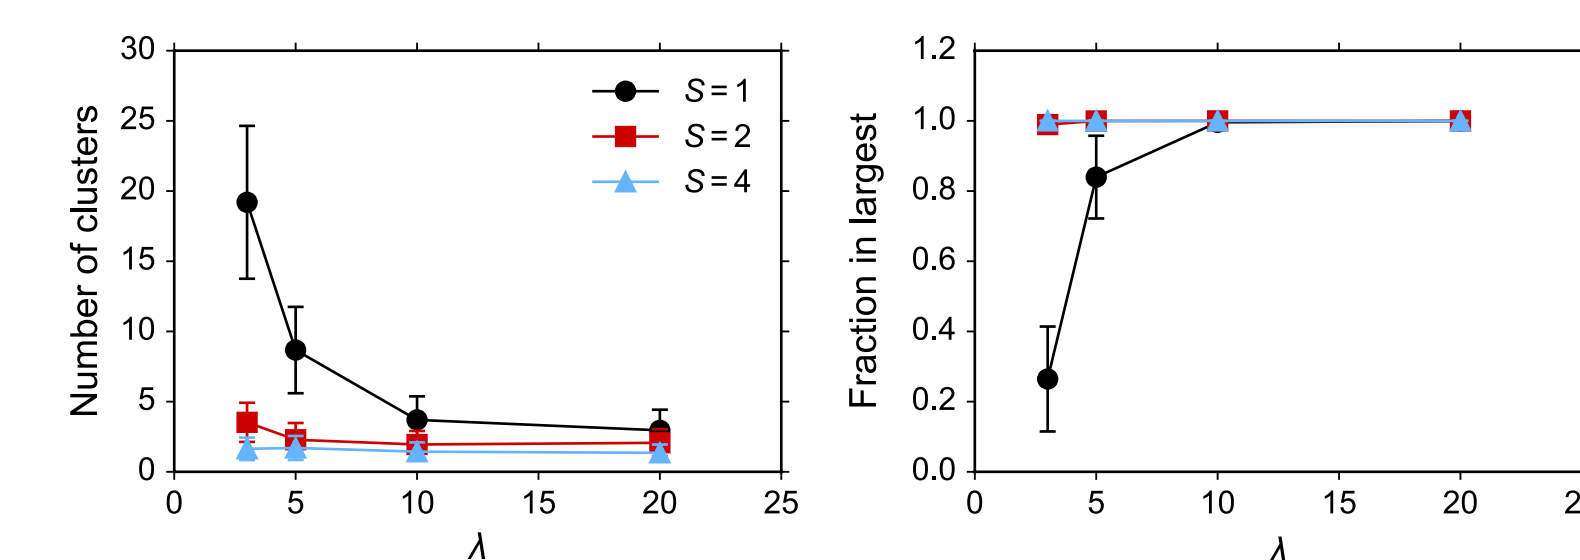 Number of clusters
30
25
20
15
10
5
0
0 5 10 15 20 25
λ
S = 1
S = 2
S = 4
Fraction in largest
1.2
1.0
0.8
0.6
0.4
0.2
0.0
0 5 10 15 20 2
λ